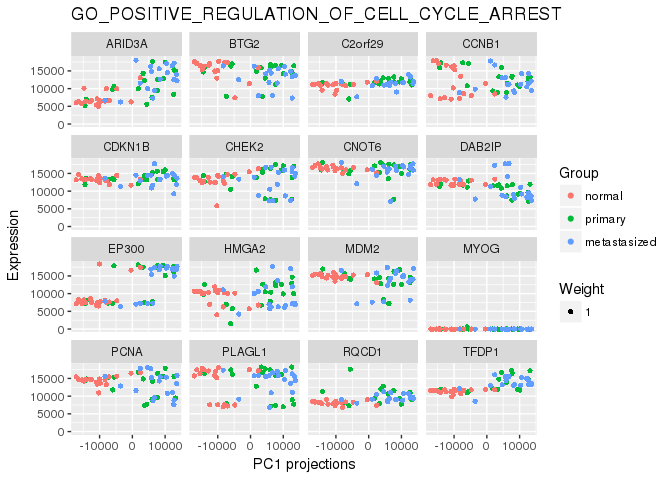 GO_POSITIVE_REGULATION_OF_CELL_CYCLE_ARREST
ARID3A BTG2 C2orf29 CCNB1
15000
10000
5000
0
CDKN1B CHEK2 CNOT6 DAB2IP
15000
10000
5000
0
EP300 HMGA2 MDM2 MYOG
15000
10000
5000
0
PCNA PLAGL1 RQCD1 TFDP1
15000
10000
5000
0
-10000 0 10000 -10000 0 10000 -10000 0 10000 -10000 0 10000
PC1 projections
Expression
Group
normal
primary
metastasized
Weight
1